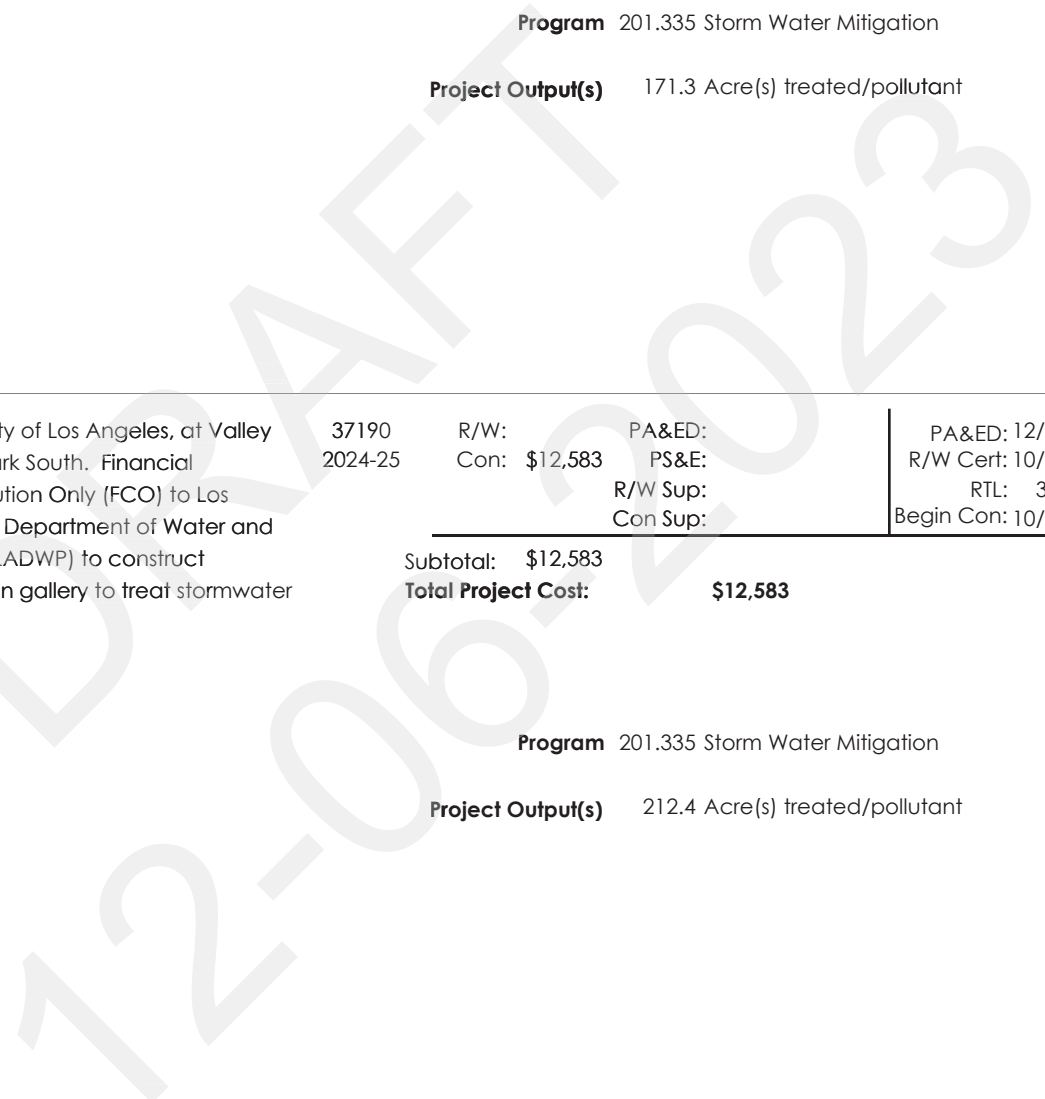 Program 201.335 Storm Water Mitigation
Project Output(s) 171.3 Acre(s) treated/pollutant
ty of Los Angeles, at Valley 37190 R/W: PA&ED: PA&ED: 12/
ark South. Financial 2024-25 Con: $12,583 PS&E: R/W Cert: 10/
ution Only (FCO) to Los R/W Sup: RTL: 3
Department of Water and Con Sup: Begin Con: 10/
LADWP) to construct Subtotal: $12,583
n gallery to treat stormwater Total Project Cost: $12,583
Program 201.335 Storm Water Mitigation
Project Output(s) 212.4 Acre(s) treated/pollutant
DRAFT
12-06-2023